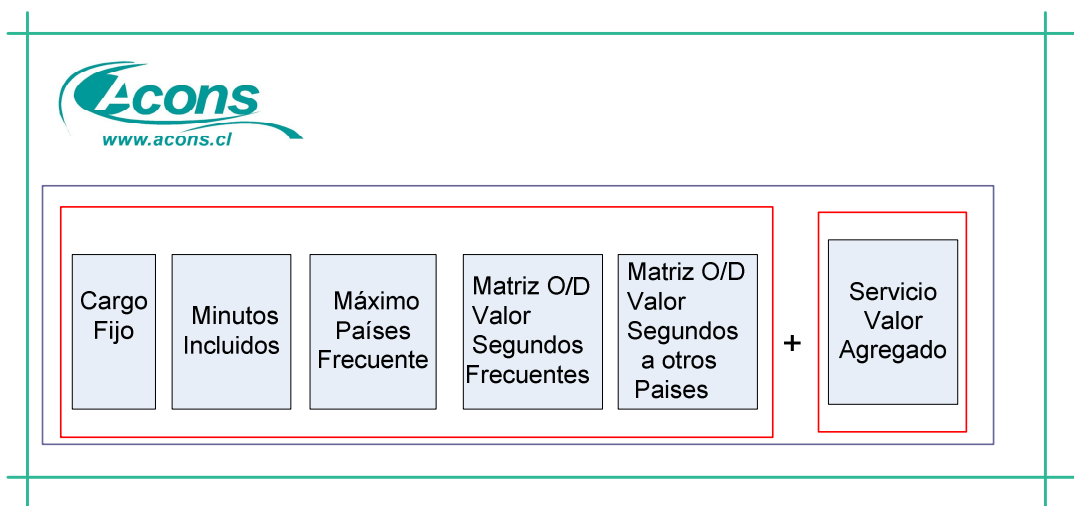 Acons
www.acons.cl
Cargo
Fijo
Minutos
Incluidos
Máximo
Países
Frecuente
Matriz O/D
Valor
Segundos
Frecuentes
Matriz O/D
Valor
Segundos
a otros
Paises
+
Servicio
Valor
Agregado